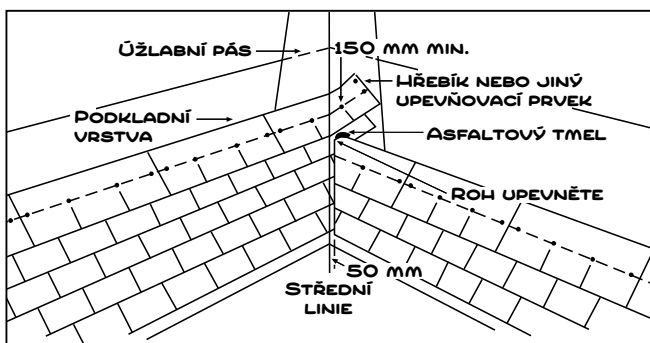 ÚŽLABNÍ PÁS
150 MM MIN.
HŘEBÍK NEBO JINÝ
UPEVŇOVACÍ PRVEK
PODKLADNÍ
VRSTVA
ASFALTOVÝ TMEL
ROH UPEVNĚTE
50 MM
STŘEDNÍ
LINIE